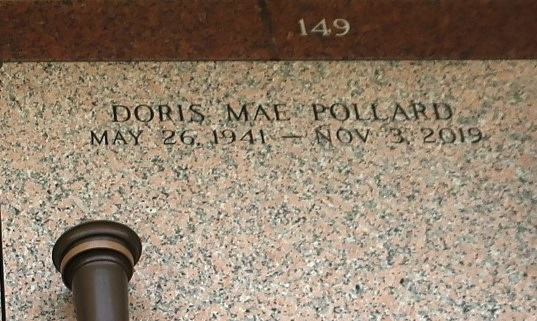 149
DORIS MAE POLLARD
MAY 26, 1941 — NOV 3, 2019